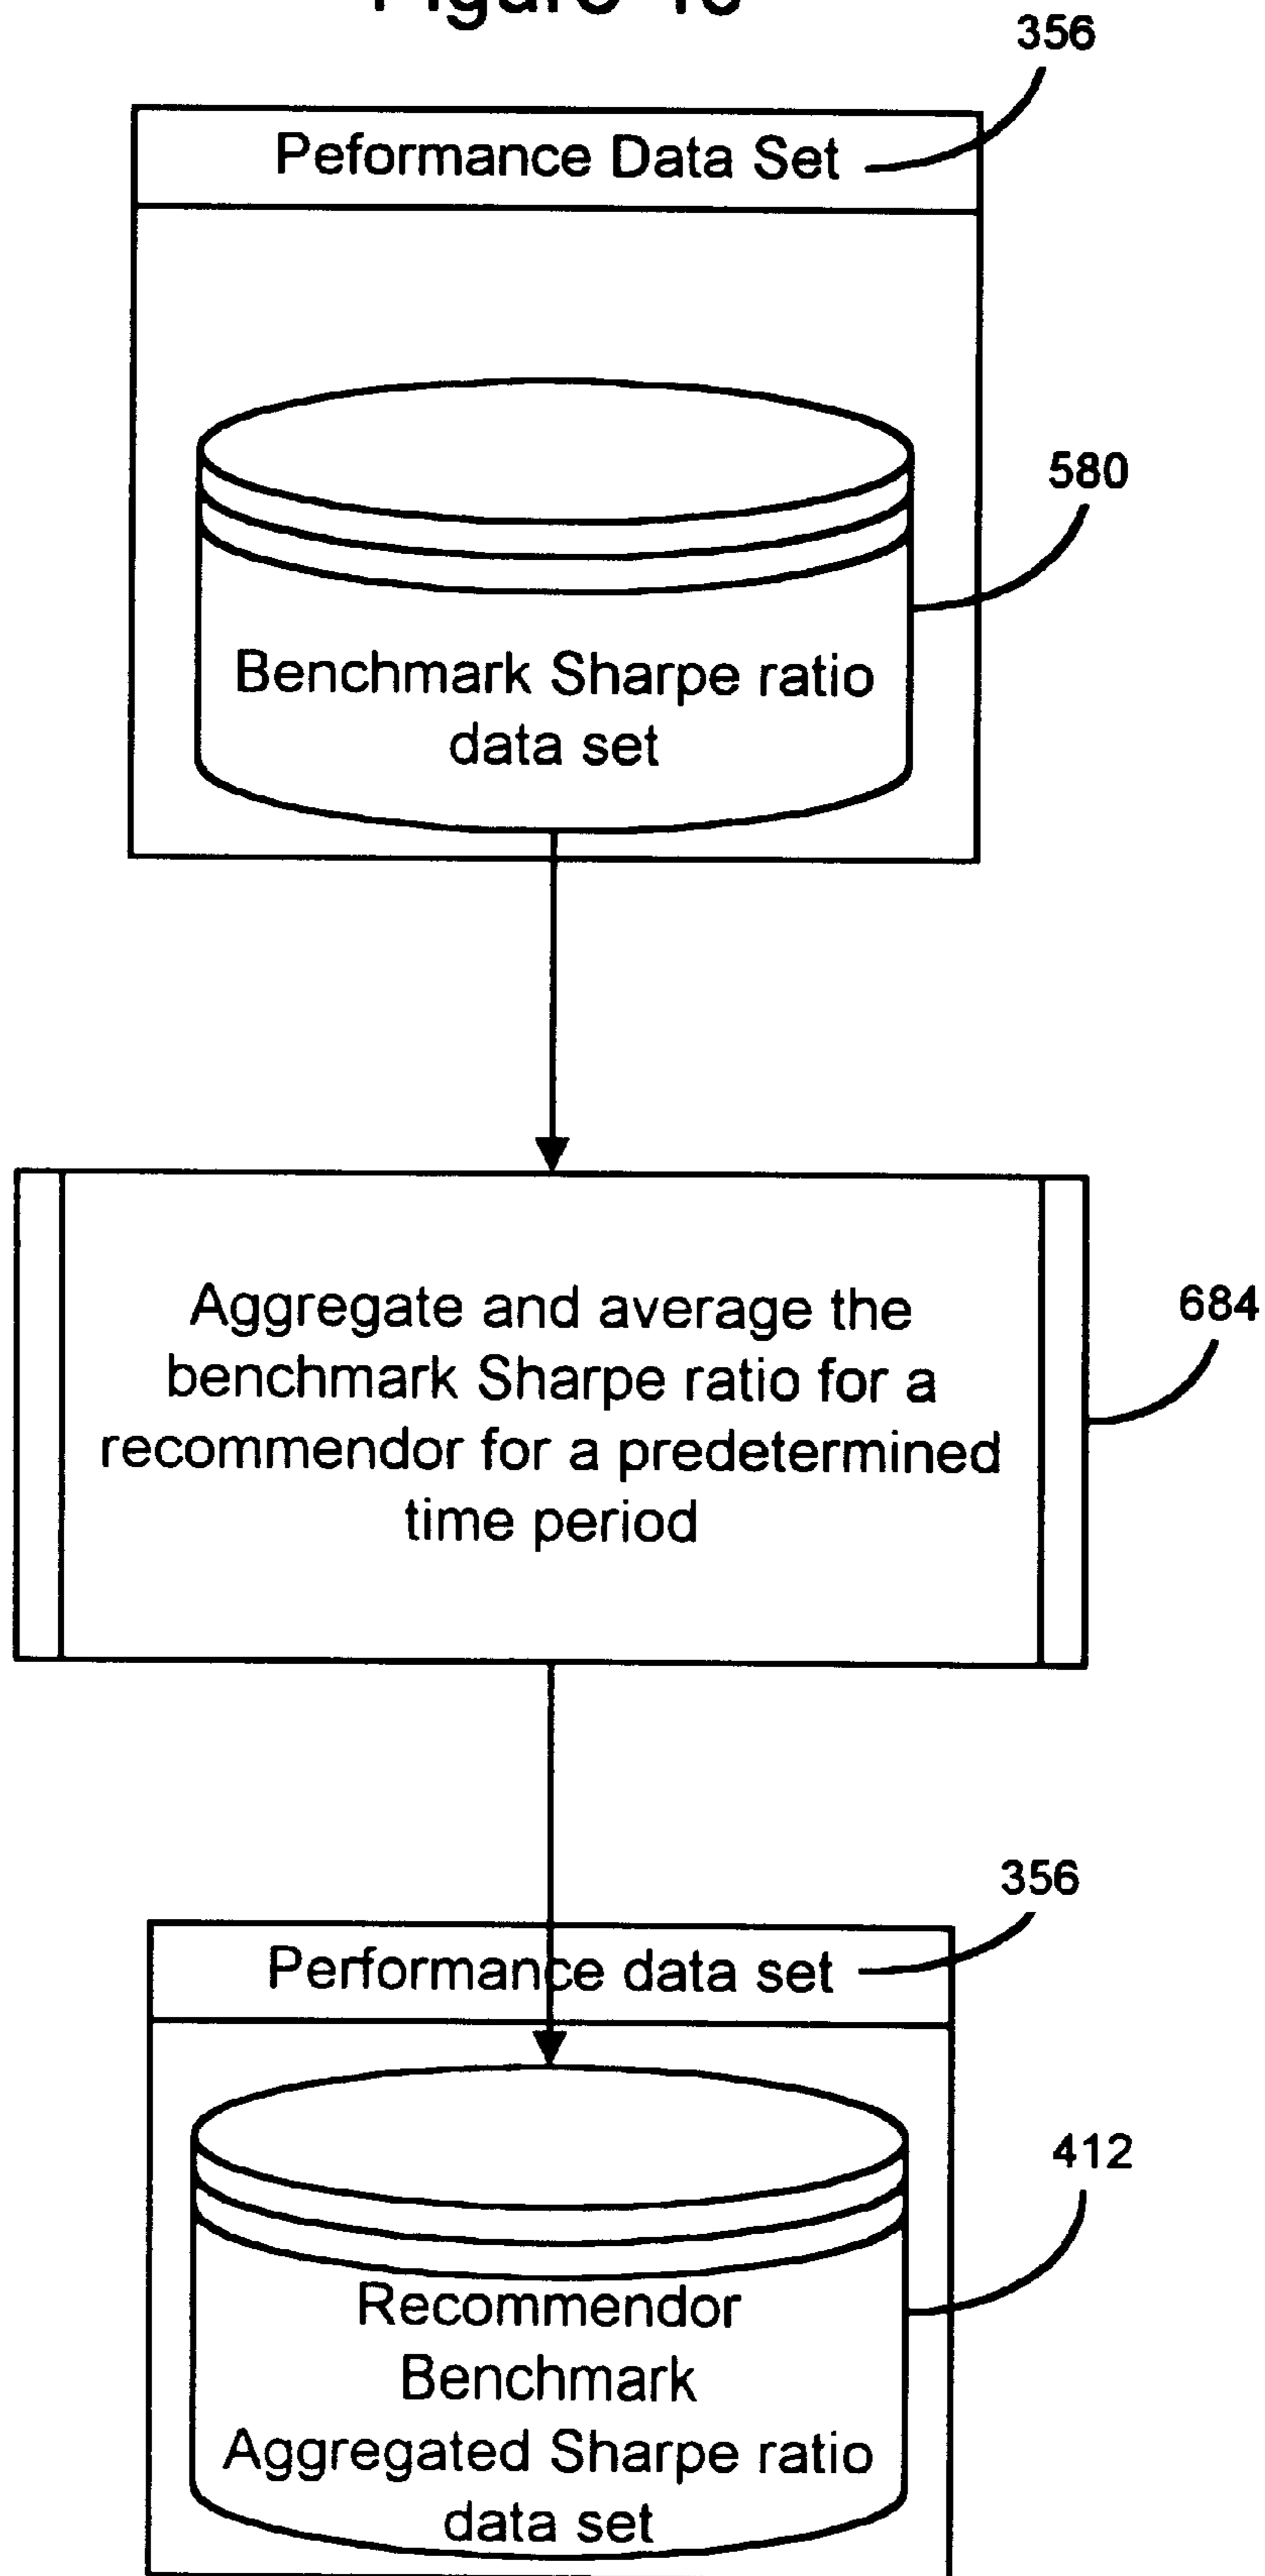 356
Peformance Data Set
580
Benchmark Sharpe ratio
data set
Aggregate and average the
benchmark Sharpe ratio for a
recommendor for a predetermined
time period
684
356
Performance data set
412
Recommendor
Benchmark
Aggregated Sharpe ratio
data set